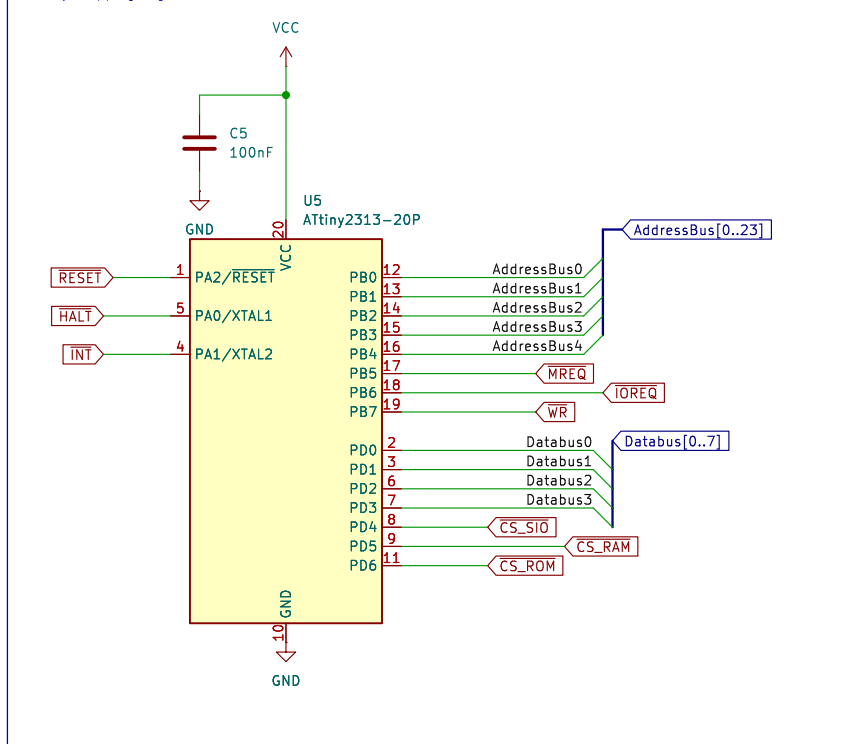 VCC
C5
100nF
GND
U5
ATtiny2313-20P
20
VCC
AddressBus[0..23]
RESET 1 PA2/RESET
HALT 5 PA0/XTAL1
INT 4 PA1/XTAL2
PB0 12 AddressBus0
PB1 13 AddressBus1
PB2 14 AddressBus2
PB3 15 AddressBus3
PB4 16 AddressBus4
PB5 17 MREQ
PB6 18 IOREQ
PB7 19 WR
Databus[0..7]
PD0 2 Databus0
PD1 3 Databus1
PD2 6 Databus2
PD3 7 Databus3
PD4 8 CS_SIO
PD5 9 CS_RAM
PD6 11 CS_ROM
GND
10
GND